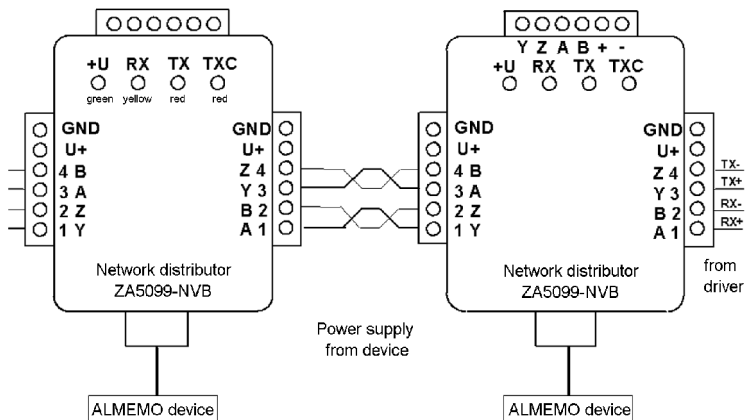 Y Z A B + -
+U RX TX TXC
green yellow red red
+U RX TX TXC
GND GND
U+ U+
4 B Z 4
3 A Y 3
2 Z B 2
1 Y A 1
Network distributor
ZA5099-NVB
GND GND
U+ U+
4 B Z 4
3 A Y 3
2 Z B 2
1 Y A 1
Network distributor
ZA5099-NVB
TX-
TX+
RX-
RX+
from
driver
Power supply
from device
ALMEMO device
ALMEMO device